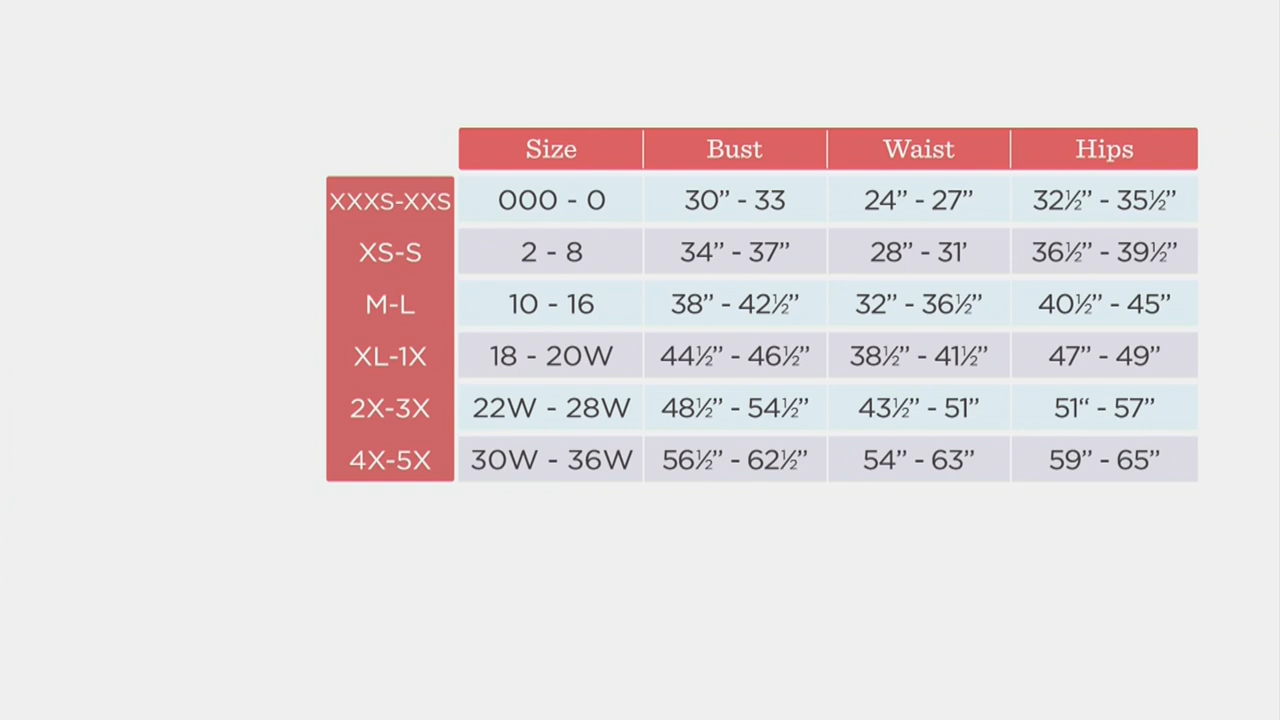 Size Bust Waist Hips
XXXS-XXS 000 - 0 30” - 33 24” - 27” 32½” - 35½”
XS-S 2 - 8 34” - 37” 28” - 31’ 36½” - 39½”
M-L 10 - 16 38” - 42½” 32” - 36½” 40½” - 45”
XL-1X 18 - 20W 44½” - 46½” 38½” - 41½” 47” - 49”
2X-3X 22W - 28W 48½” - 54½” 43½” - 51” 51“ - 57”
4X-5X 30W - 36W 56½” - 62½” 54” - 63” 59” - 65”